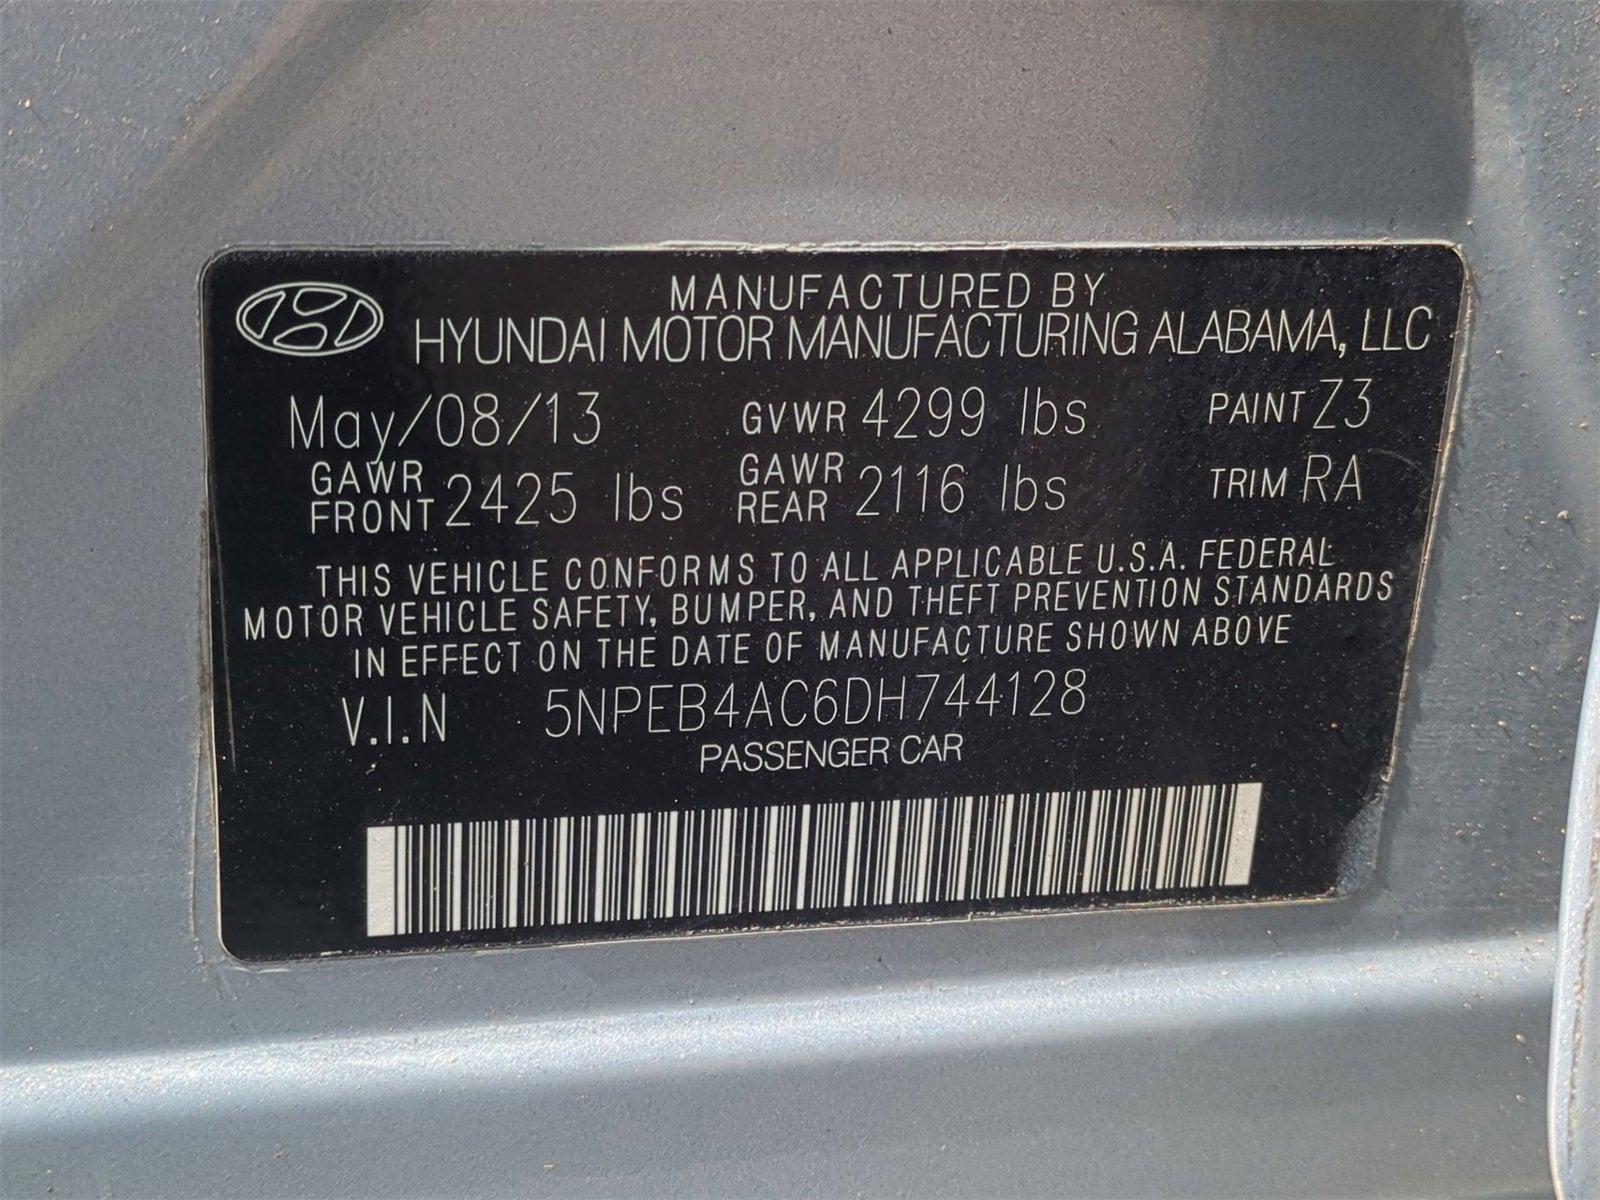 MANUFACTURED BY
HYUNDAI MOTOR MANUFACTURING ALABAMA, LLC
May/08/13 GVWR 4299 lbs PAINT Z3
GAWR FRONT 2425 lbs GAWR REAR 2116 lbs TRIM RA
THIS VEHICLE CONFORMS TO ALL APPLICABLE U.S.A. FEDERAL
MOTOR VEHICLE SAFETY, BUMPER, AND THEFT PREVENTION STANDARDS
IN EFFECT ON THE DATE OF MANUFACTURE SHOWN ABOVE
V.I.N 5NPEB4AC6DH744128
PASSENGER CAR